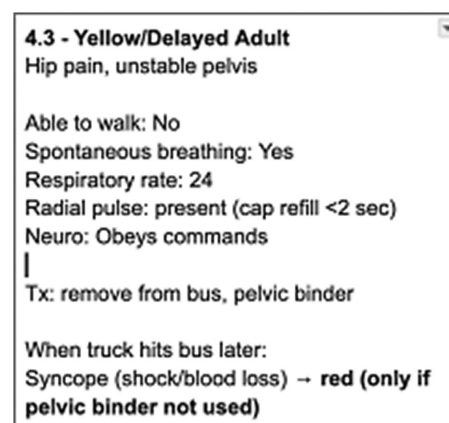 4.3 - Yellow/Delayed Adult
Hip pain, unstable pelvis
Able to walk: No
Spontaneous breathing: Yes
Respiratory rate: 24
Radial pulse: present (cap refill <2 sec)
Neuro: Obeys commands
Tx: remove from bus, pelvic binder
When truck hits bus later:
Syncope (shock/blood loss) → red (only if
pelvic binder not used)